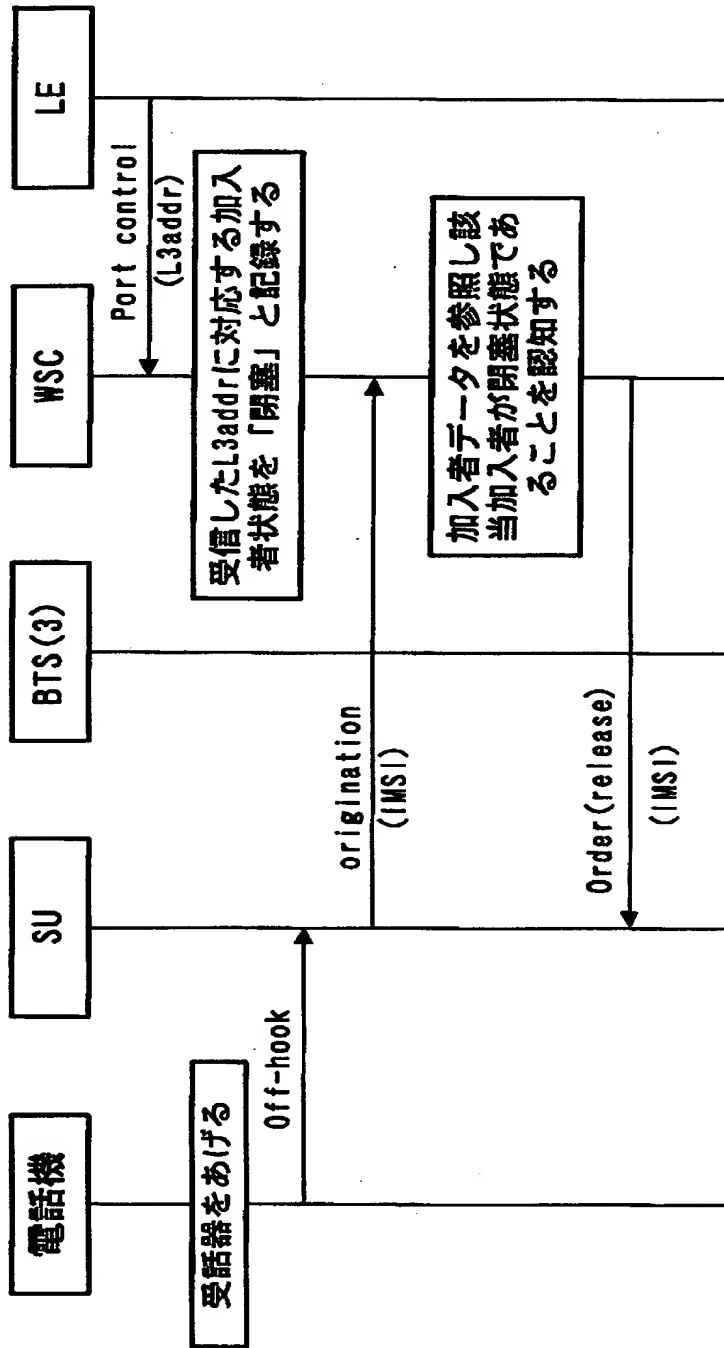 電話機
SU
BTS(3)
WSC
LE
Port control
(L3addr)
受信したL3addrに対応する加入
者状態を「閉塞」と記録する
受話器をあげる
Off-hook
origination
(IMSI)
加入者データを参照し該
当加入者が閉塞状態であ
ることを認知する
Order(release)
(IMSI)